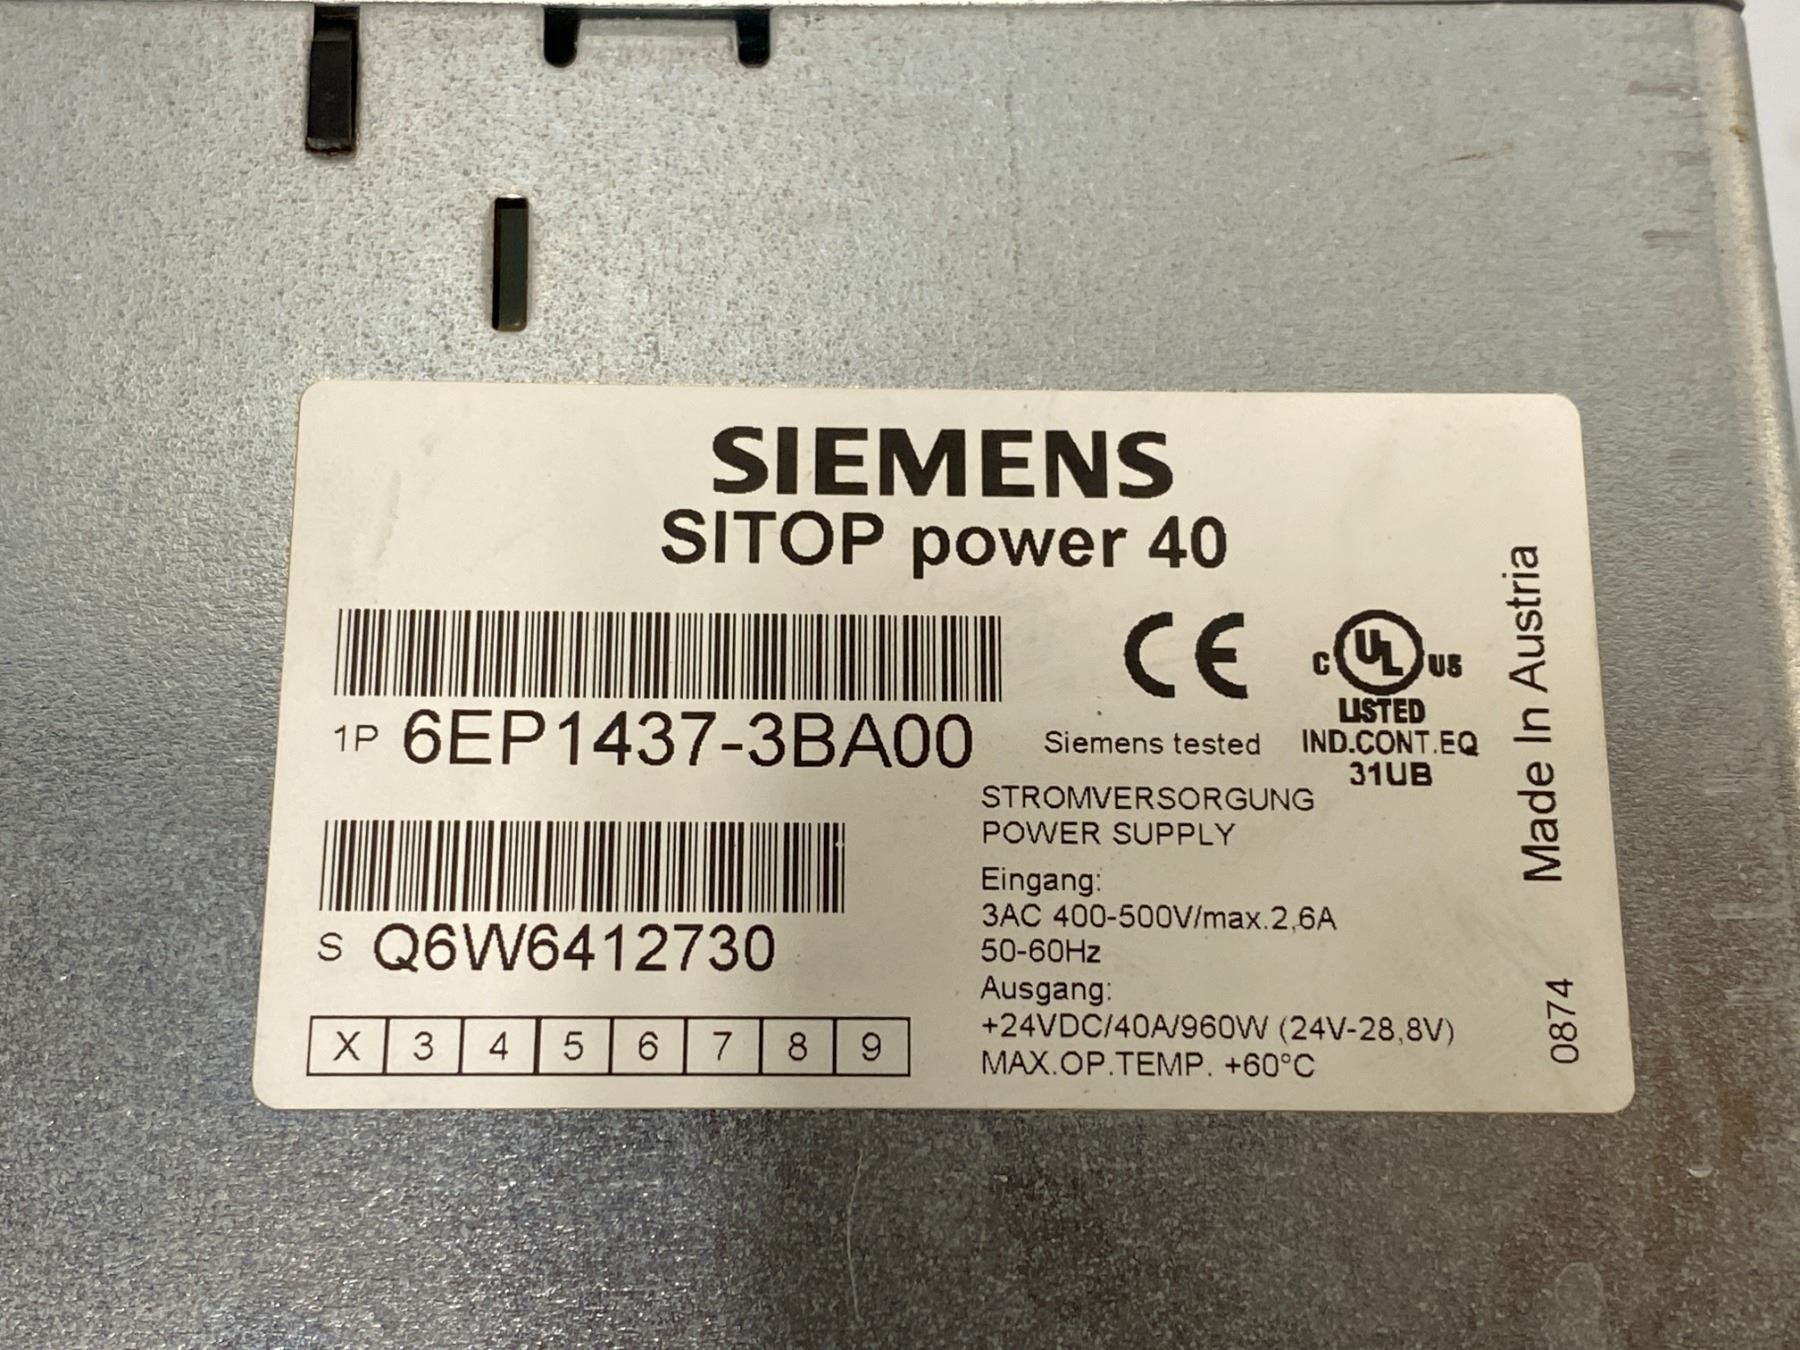 SIEMENS
SITOP power 40
1P 6EP1437-3BA00
S Q6W6412730
X 3 4 5 6 7 8 9
CE
Siemens tested
C UL US
LISTED
IND.CONT.EQ
31UB
STROMVERSORGUNG
POWER SUPPLY
Eingang:
3AC 400-500V/max.2,6A
50-60Hz
Ausgang:
+24VDC/40A/960W (24V-28,8V)
MAX.OP.TEMP. +60°C
Made In Austria
0874